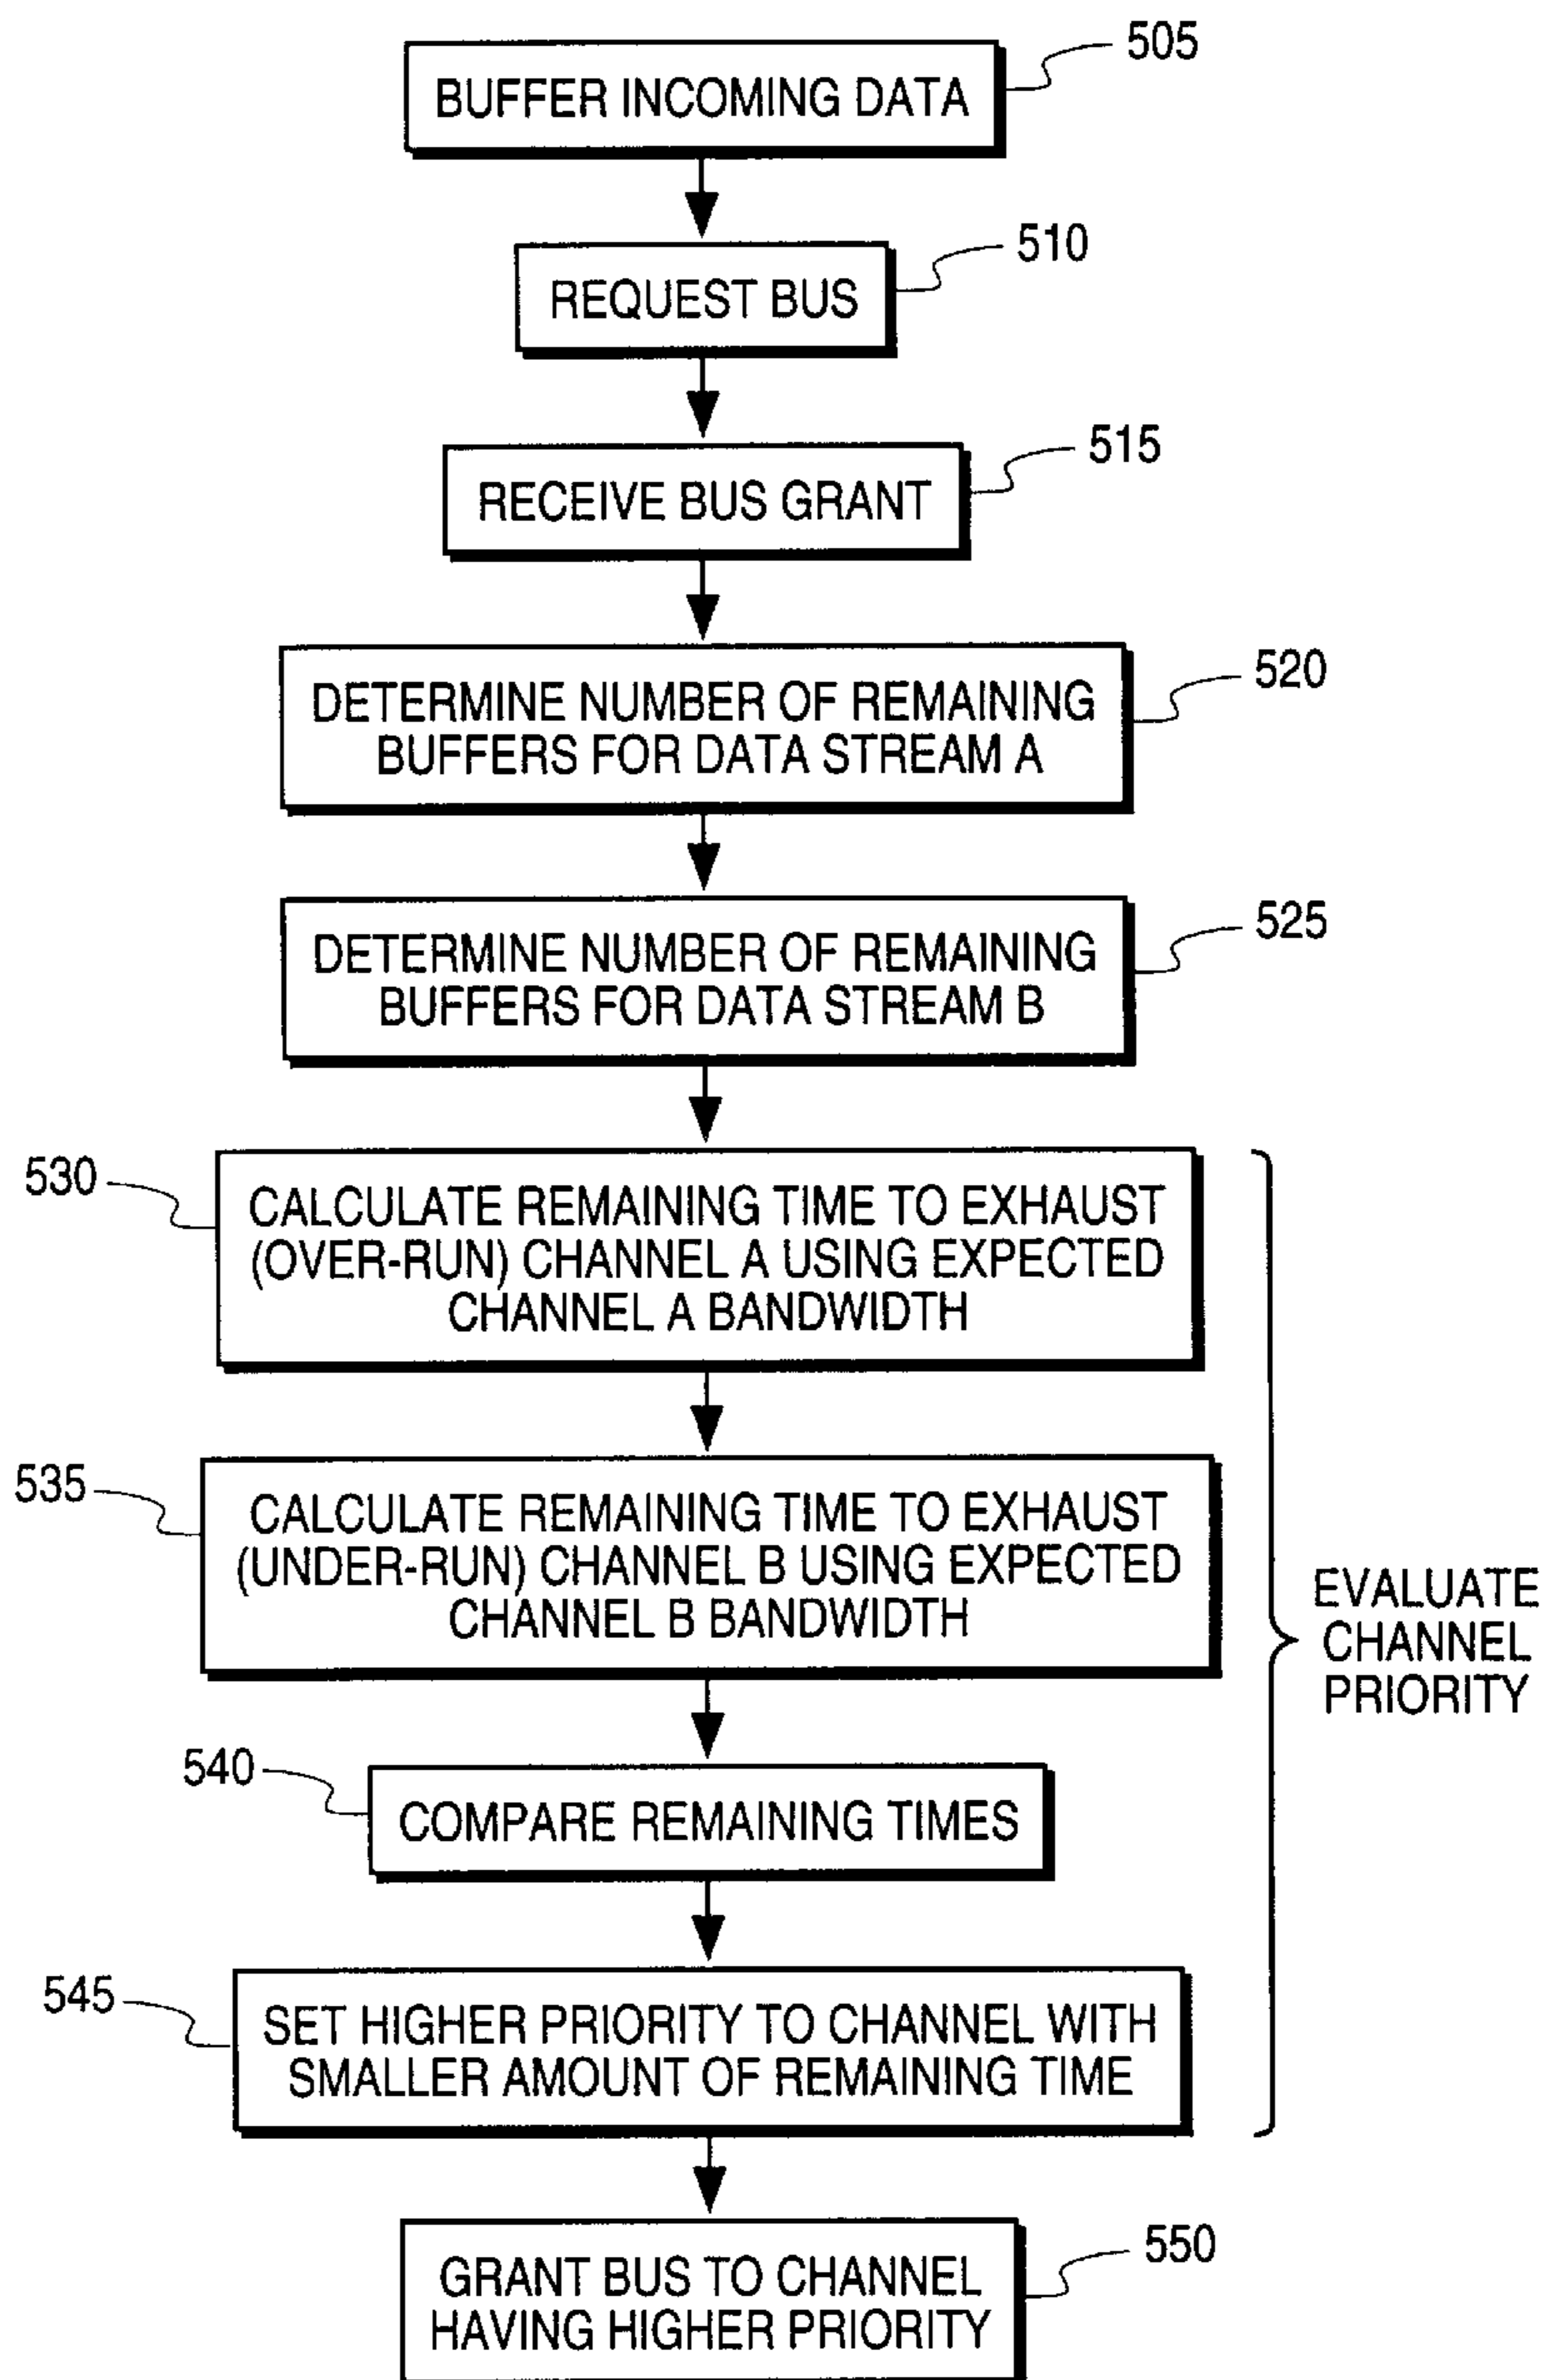 505
BUFFER INCOMING DATA
510
REQUEST BUS
515
RECEIVE BUS GRANT
520
DETERMINE NUMBER OF REMAINING
BUFFERS FOR DATA STREAM A
525
DETERMINE NUMBER OF REMAINING
BUFFERS FOR DATA STREAM B
530
CALCULATE REMAINING TIME TO EXHAUST
(OVER-RUN) CHANNEL A USING EXPECTED
CHANNEL A BANDWIDTH
535
CALCULATE REMAINING TIME TO EXHAUST
(UNDER-RUN) CHANNEL B USING EXPECTED
CHANNEL B BANDWIDTH
EVALUATE
CHANNEL
PRIORITY
540
COMPARE REMAINING TIMES
545
SET HIGHER PRIORITY TO CHANNEL WITH
SMALLER AMOUNT OF REMAINING TIME
550
GRANT BUS TO CHANNEL
HAVING HIGHER PRIORITY